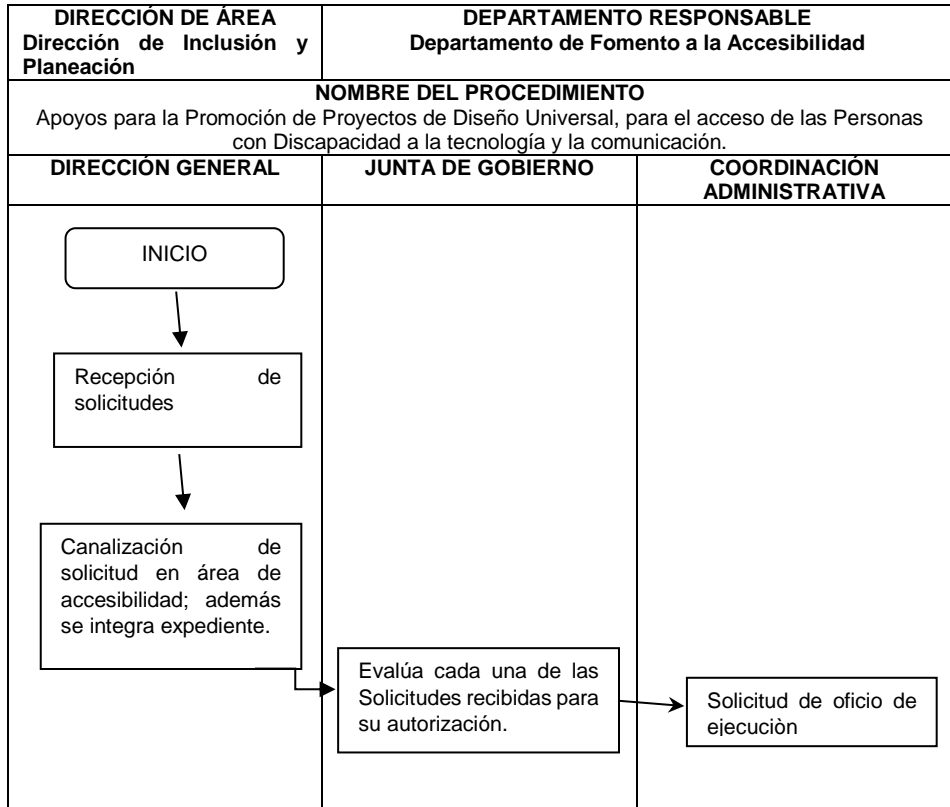 DIRECCIÓN DE ÁREA
Dirección de Inclusión y
Planeación
DEPARTAMENTO RESPONSABLE
Departamento de Fomento a la Accesibilidad
NOMBRE DEL PROCEDIMIENTO
Apoyos para la Promoción de Proyectos de Diseño Universal, para el acceso de las Personas
con Discapacidad a la tecnología y la comunicación.
DIRECCIÓN GENERAL
JUNTA DE GOBIERNO
COORDINACIÓN
ADMINISTRATIVA
INICIO
Recepción de
solicitudes
Canalización de
solicitud en área de
accesibilidad; además
se integra expediente.
Evalúa cada una de las
Solicitudes recibidas para
su autorización.
Solicitud de oficio de
ejecuciòn